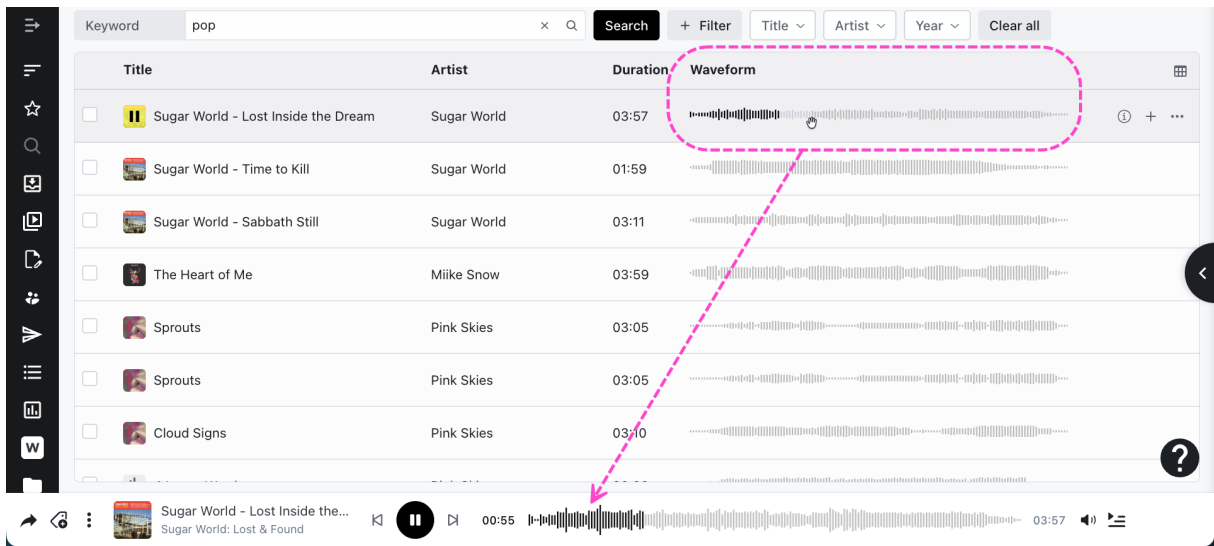 Keyword pop Search + Filter Title Artist Year Clear all
Title Artist Duration Waveform
Sugar World - Lost Inside the Dream Sugar World 03:57
Sugar World - Time to Kill Sugar World 01:59
Sugar World - Sabbath Still Sugar World 03:11
The Heart of Me Miike Snow 03:59
Sprouts Pink Skies 03:05
Sprouts Pink Skies 03:05
Cloud Signs Pink Skies 03:10
W
?
Sugar World - Lost Inside the...
Sugar World: Lost & Found
00:55 03:57